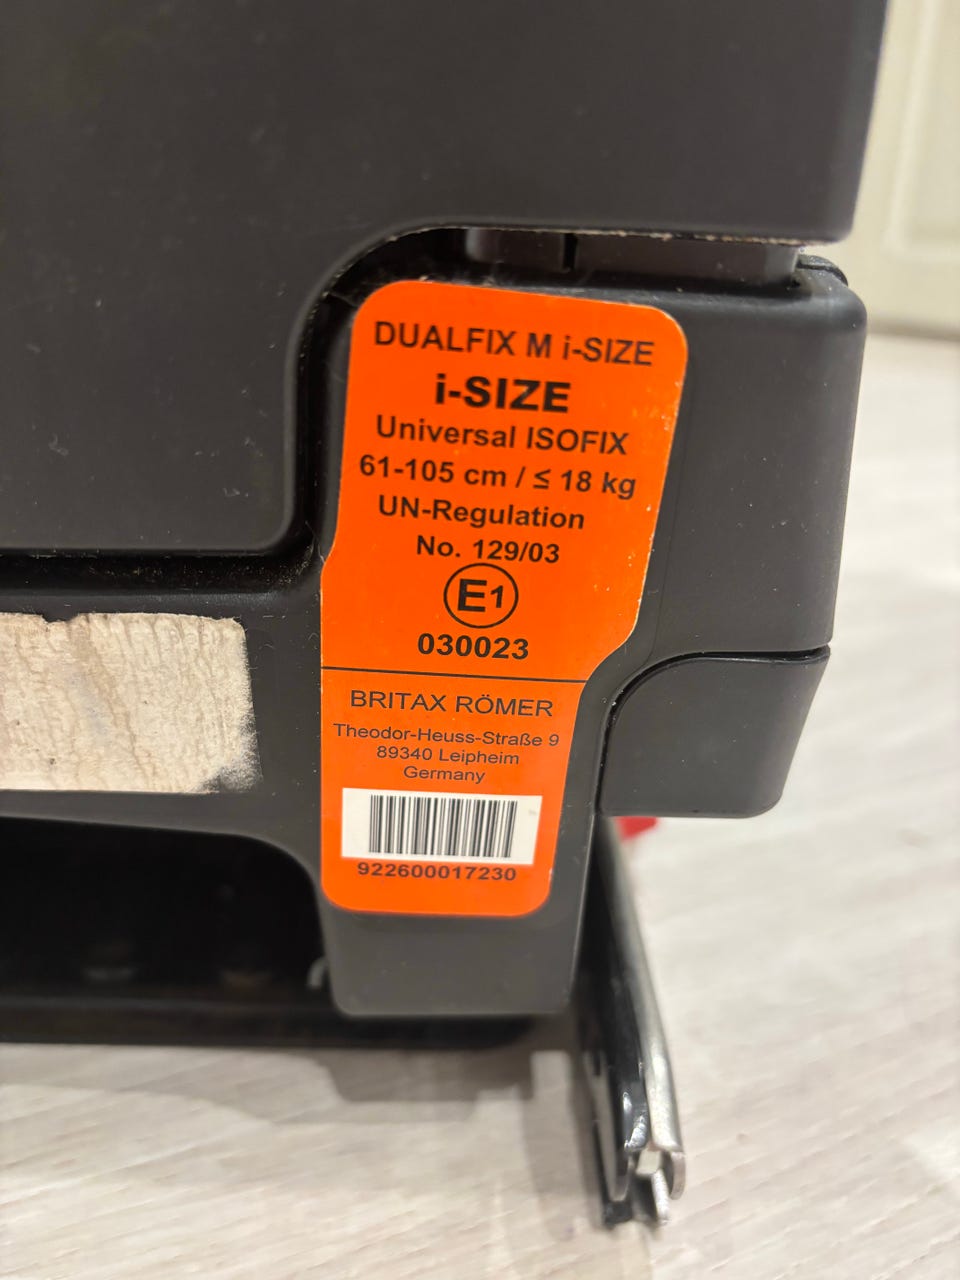 DUALFIX M i-SIZE
i-SIZE
Universal ISOFIX
61-105 cm / ≤ 18 kg
UN-Regulation
No. 129/03
E1
030023
BRITAX RÖMER
Theodor-Heuss-Straße 9
89340 Leipheim
Germany
922600017230